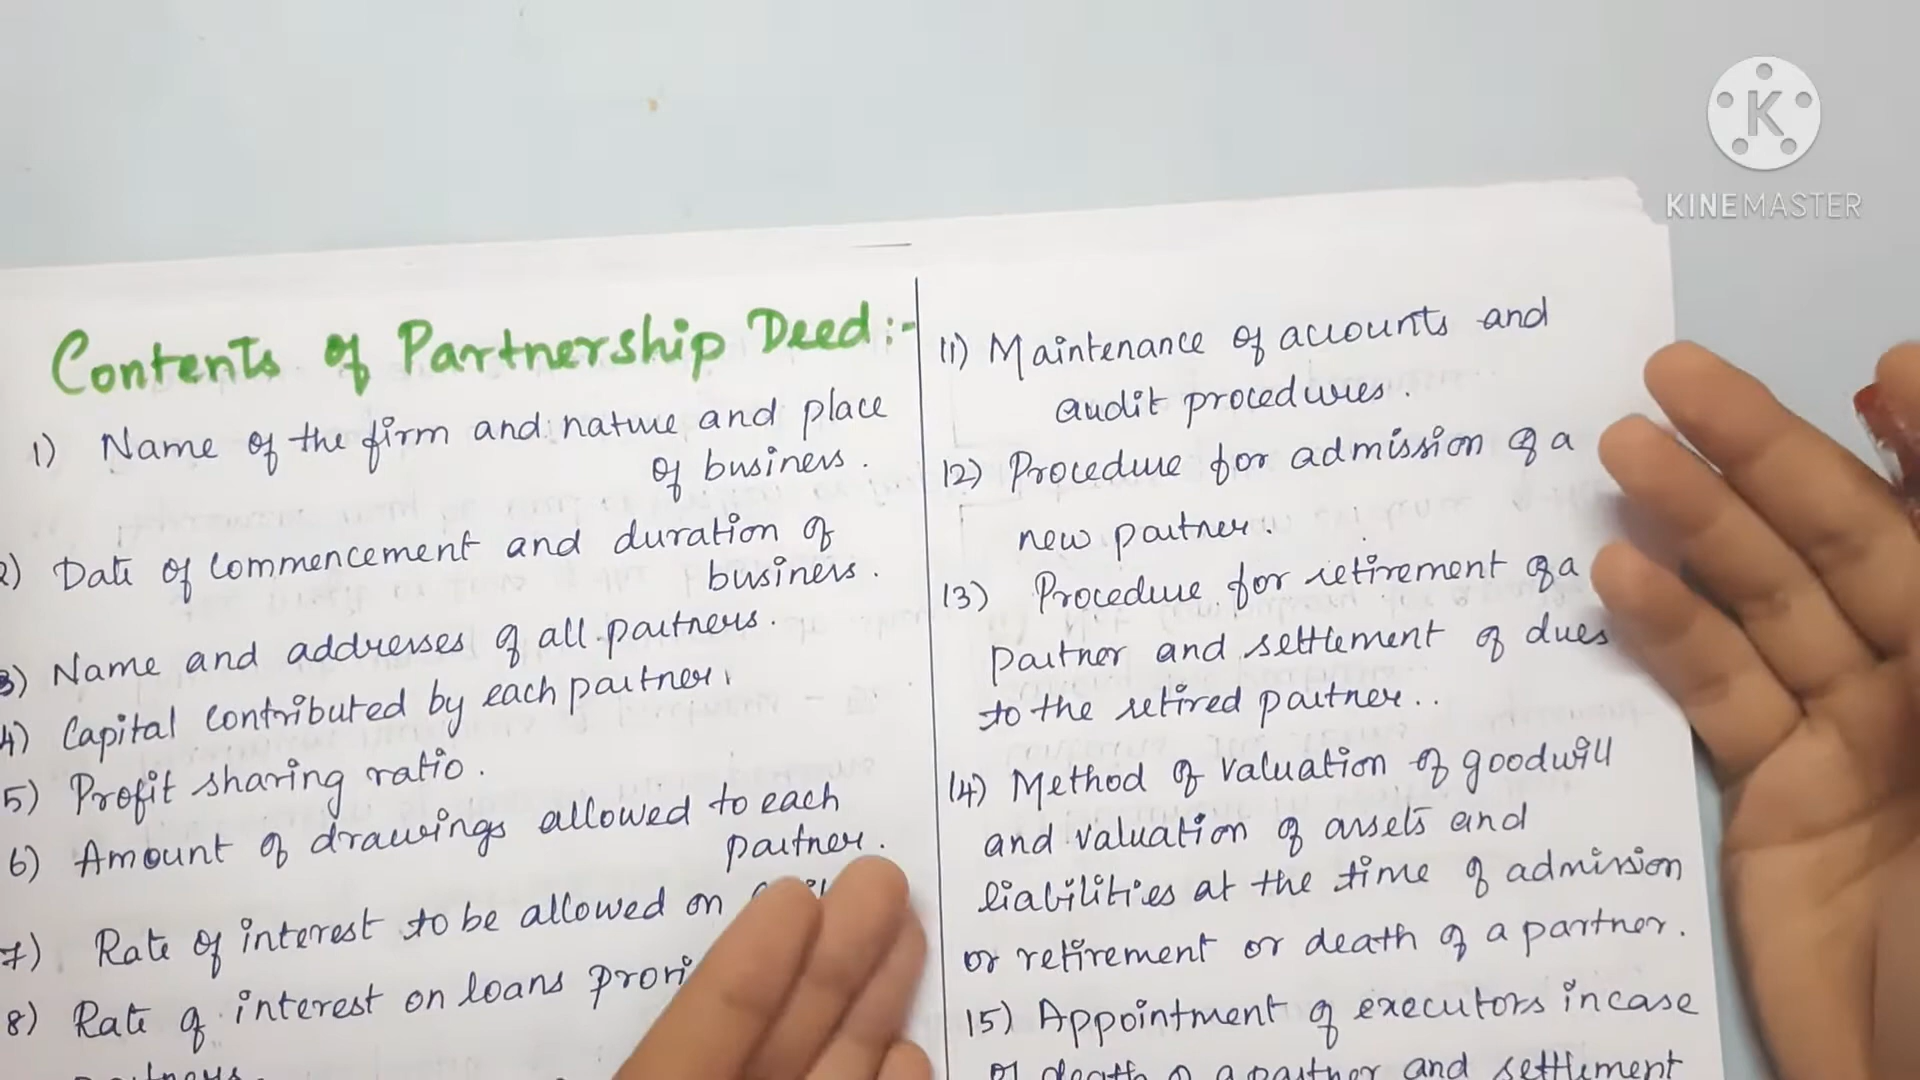 Contents of Partnership Deed:-
1) Name of the firm and nature and place
of business.
2) Date of commencement and duration of
business.
3) Name and addresses of all partners.
4) Capital contributed by each partner.
5) Profit sharing ratio.
6) Amount of drawings allowed to each
partner.
7) Rate of interest to be allowed on
8) Rate of interest on loans
11) Maintenance of accounts and
audit procedures.
12) Procedure for admission of a
new partner.
13) Procedure for retirement of a
partner and settlement of dues
to the retired partner..
14) Method of valuation of goodwill
and valuation of assets and
liabilities at the time of admission
or retirement or death of a partner.
15) Appointment of executors incase
of death of a partner and settlement
K
KINEMASTER